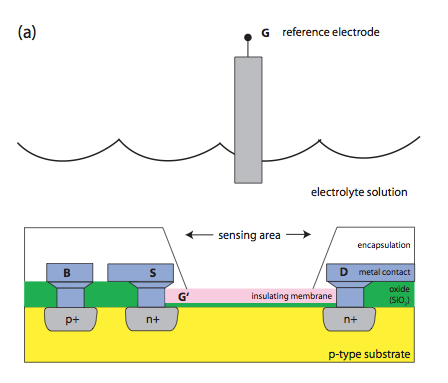 (a)
G reference electrode
electrolyte solution
sensing area
encapsulation
B S D metal contact
G' insulating membrane
oxide
(SiO₂)
p+ n+ n+
p-type substrate